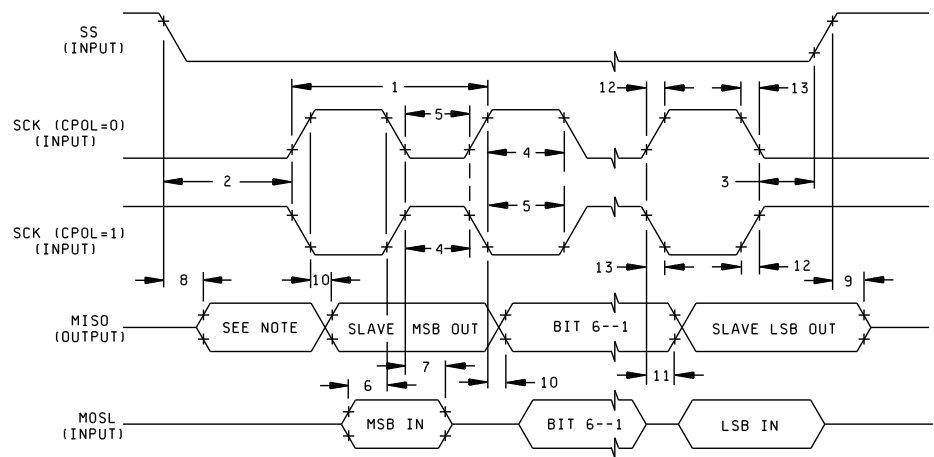 SS
(INPUT)
1
12
13
5
SCK (CPOL=0)
(INPUT)
4
2
3
5
SCK (CPOL=1)
(INPUT)
4
13
12
8
10
9
MISO
(OUTPUT)
SEE NOTE
SLAVE MSB OUT
BIT 6--1
SLAVE LSB OUT
7
6
10
11
MOSL
(INPUT)
MSB IN
BIT 6--1
LSB IN